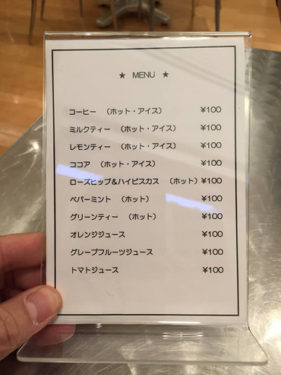 ★ MENU ★
コーヒー (ホット・アイス) ¥100
ミルクティー (ホット・アイス) ¥100
レモンティー (ホット・アイス) ¥100
ココア (ホット・アイス) ¥100
ローズヒップ&ハイビスカス (ホット) ¥100
ペパーミント (ホット) ¥100
グリーンティー (ホット) ¥100
オレンジジュース ¥100
グレープフルーツジュース ¥100
トマトジュース ¥100